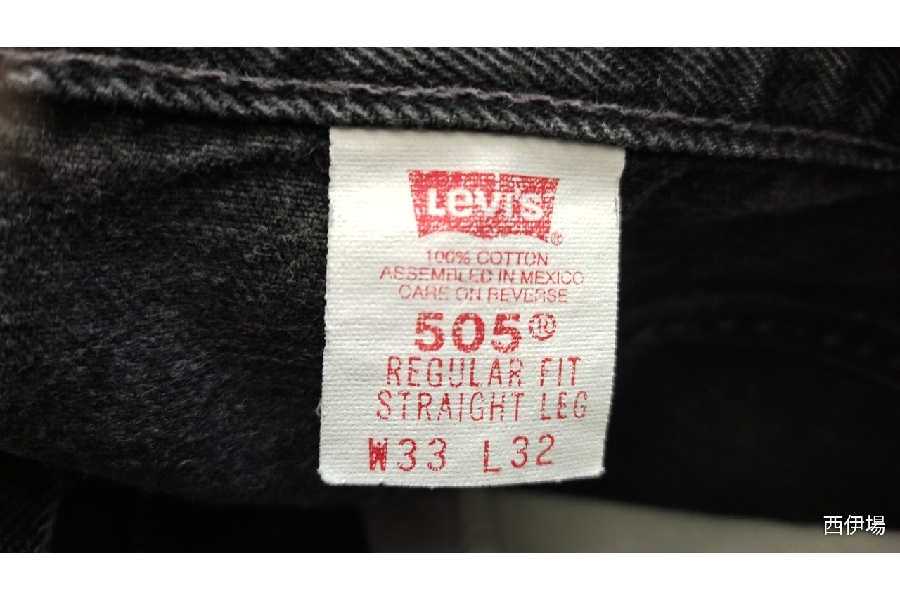 Levi's®
100% COTTON
ASSEMBLED IN MEXICO
CARE ON REVERSE
505®
REGULAR FIT
STRAIGHT LEG
W33 L32
西伊場